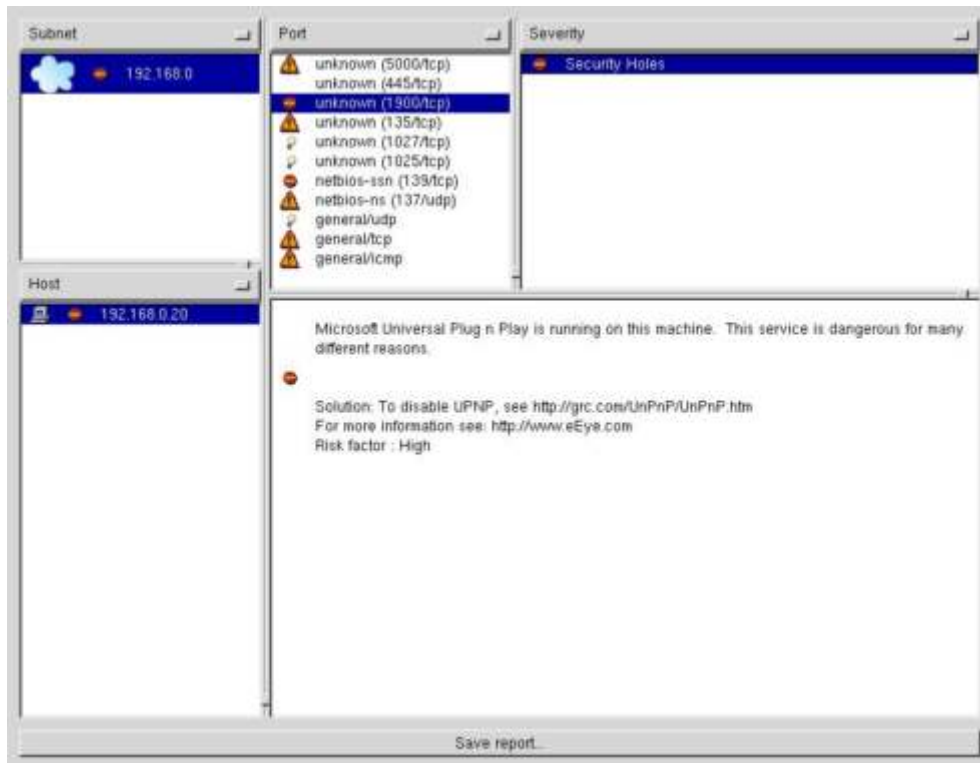 Subnet
192.168.0
Port
unknown (5000/tcp)
unknown (445/tcp)
unknown (1900/tcp)
unknown (135/tcp)
unknown (1027/tcp)
unknown (1025/tcp)
netbios-ssn (139/tcp)
netbios-ns (137/udp)
general/udp
general/tcp
general/icmp
Severity
Security Holes
Host
192.168.0.20
Microsoft Universal Plug n Play is running on this machine. This service is dangerous for many
different reasons.
Solution: To disable UPNP, see http://grc.com/UnPnP/UnPnP.htm
For more information see: http://www.eEye.com
Risk factor : High
Save report...